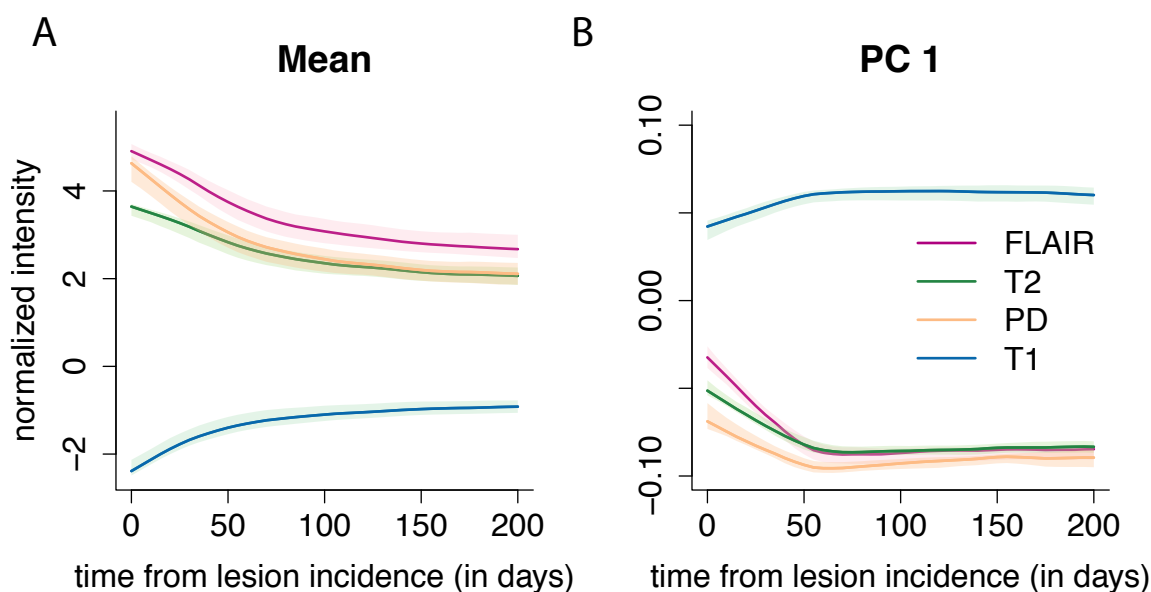 A
Mean
normalized intensity
4
2
0
−2
0 50 100 150 200
time from lesion incidence (in days)
B
PC 1
0.10
0.00
−0.10
FLAIR
T2
PD
T1
0 50 100 150 200
time from lesion incidence (in days)